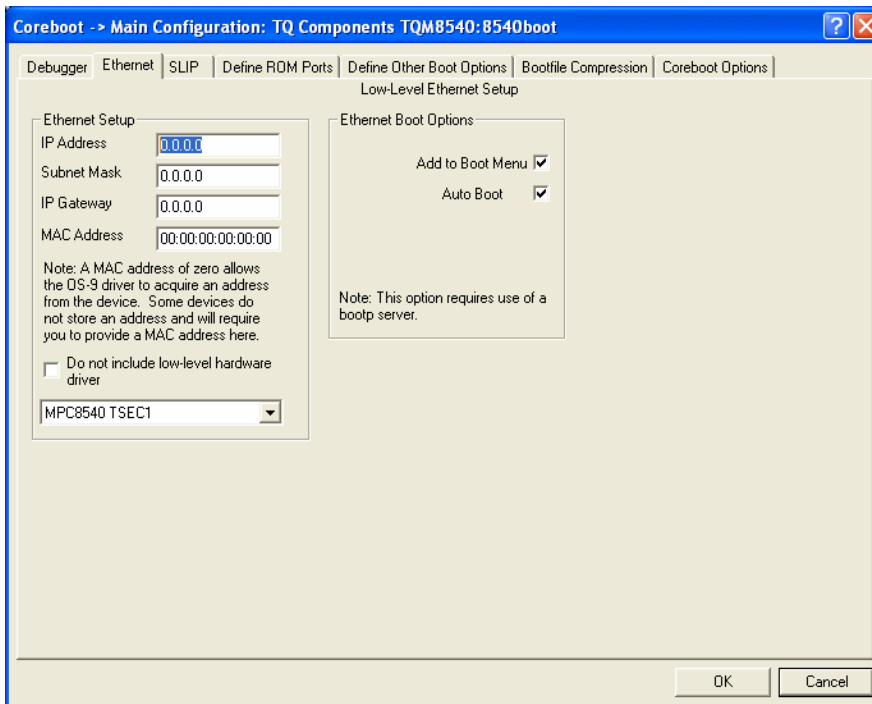 Coreboot -> Main Configuration: TQ Components TQM8540:8540boot
Debugger Ethernet SLIP Define ROM Ports Define Other Boot Options Bootfile Compression Coreboot Options
Low-Level Ethernet Setup
Ethernet Setup
IP Address 0.0.0.0
Subnet Mask 0.0.0.0
IP Gateway 0.0.0.0
MAC Address 00:00:00:00:00:00
Note: A MAC address of zero allows
the OS-9 driver to acquire an address
from the device. Some devices do
not store an address and will require
you to provide a MAC address here.
Do not include low-level hardware
driver
MPC8540 TSEC1
Ethernet Boot Options
Add to Boot Menu
Auto Boot
Note: This option requires use of a
bootp server.
OK Cancel